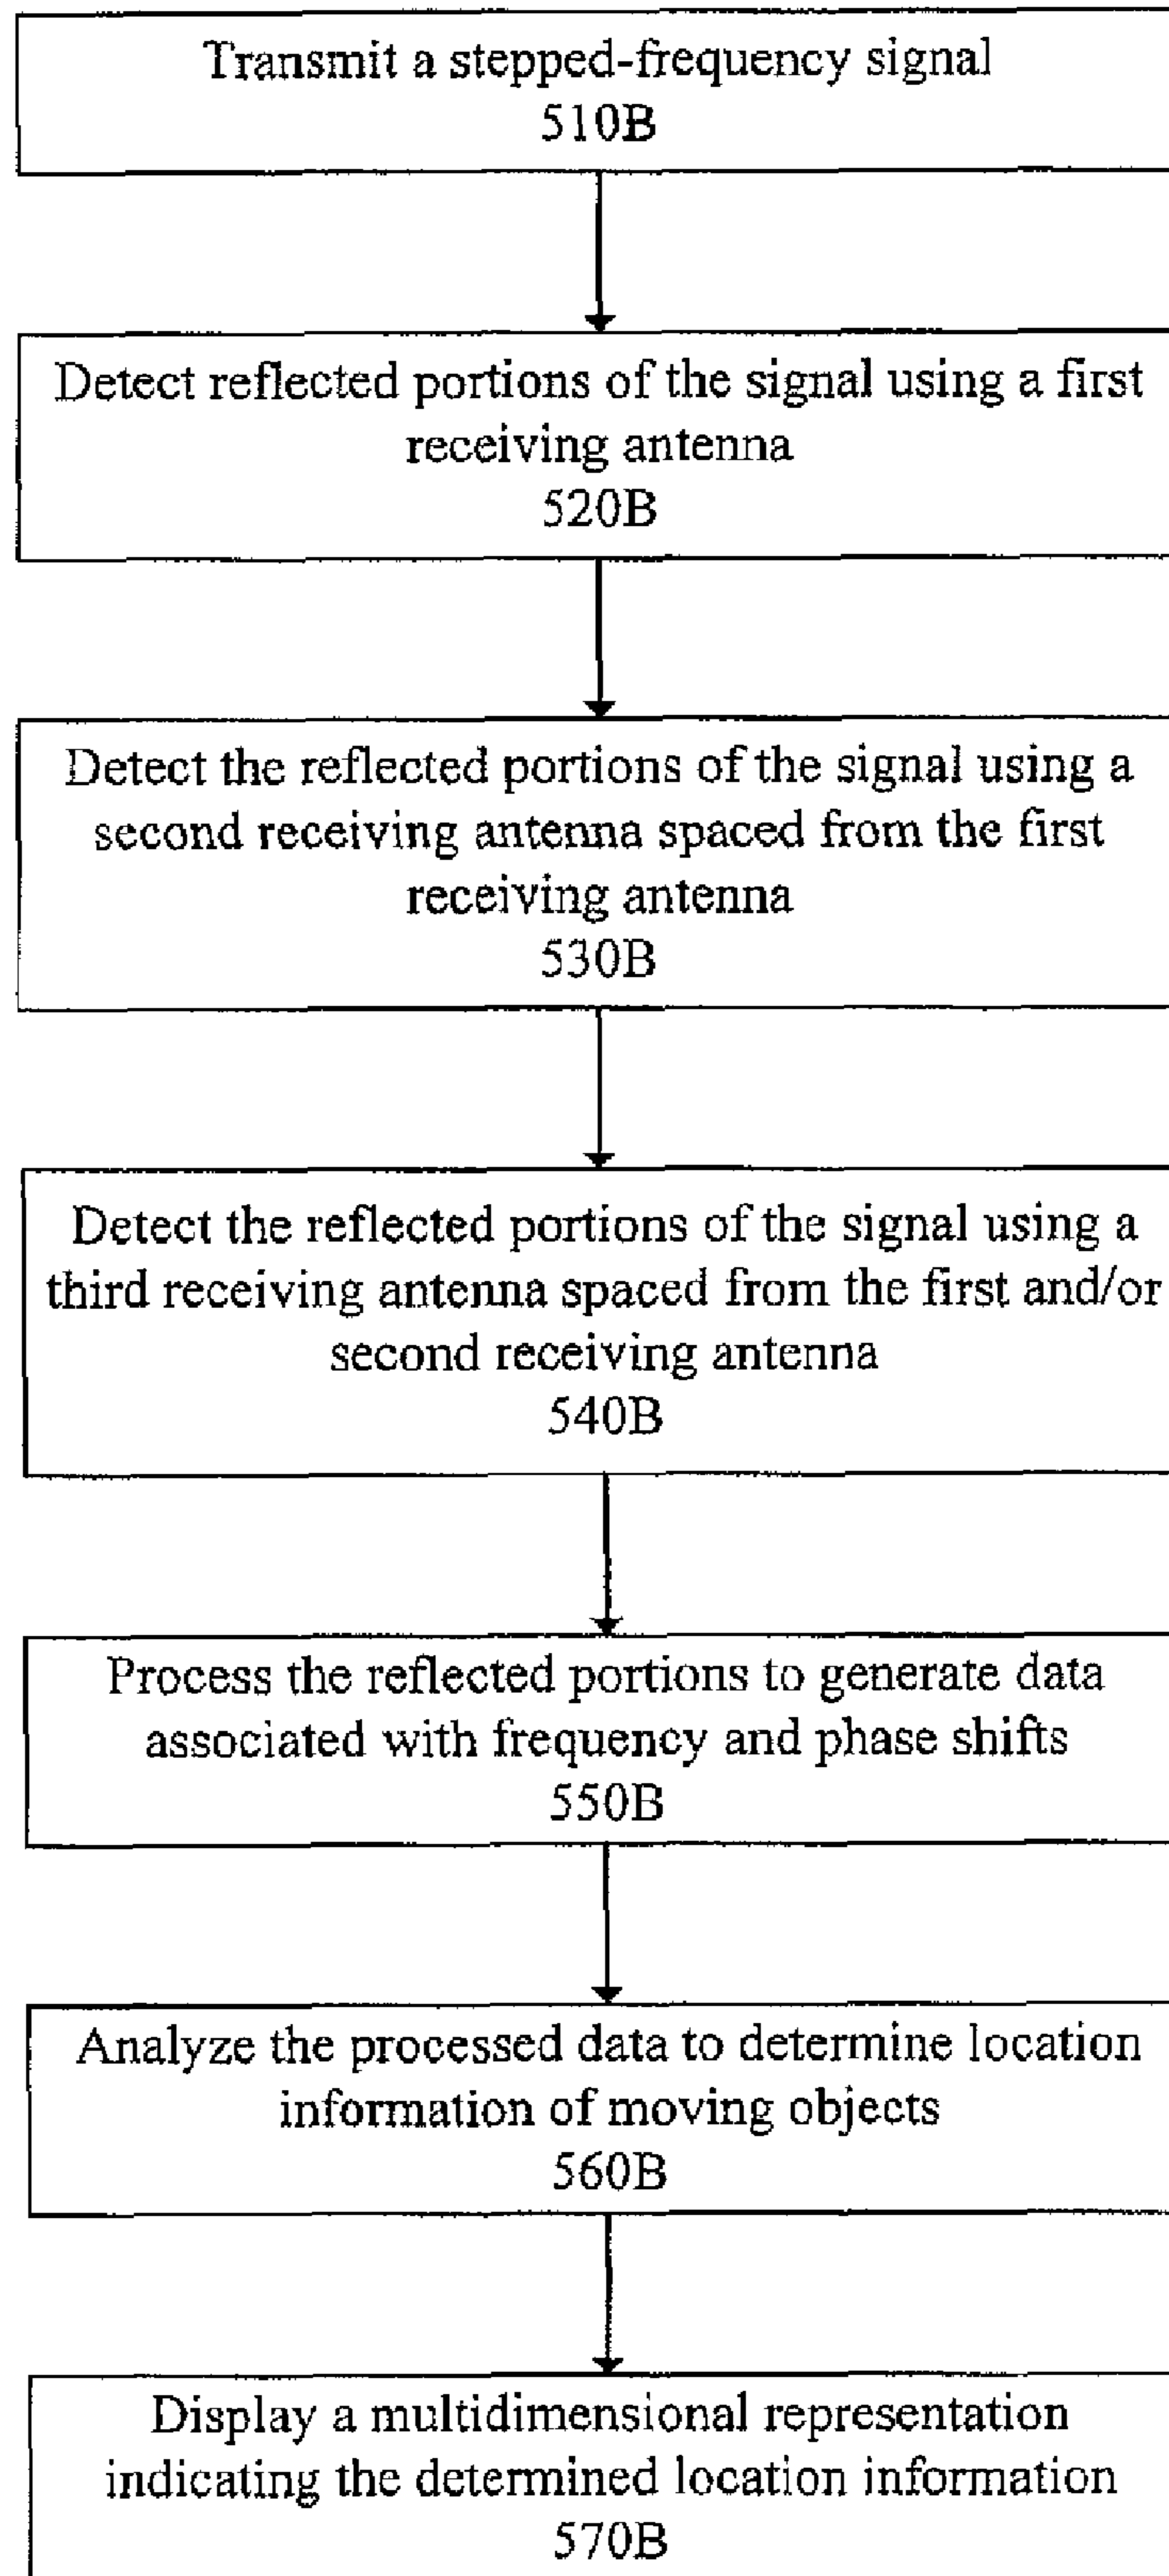 Transmit a stepped-frequency signal
510B
Detect reflected portions of the signal using a first
receiving antenna
520B
Detect the reflected portions of the signal using a
second receiving antenna spaced from the first
receiving antenna
530B
Detect the reflected portions of the signal using a
third receiving antenna spaced from the first and/or
second receiving antenna
540B
Process the reflected portions to generate data
associated with frequency and phase shifts
550B
Analyze the processed data to determine location
information of moving objects
560B
Display a multidimensional representation
indicating the determined location information
570B